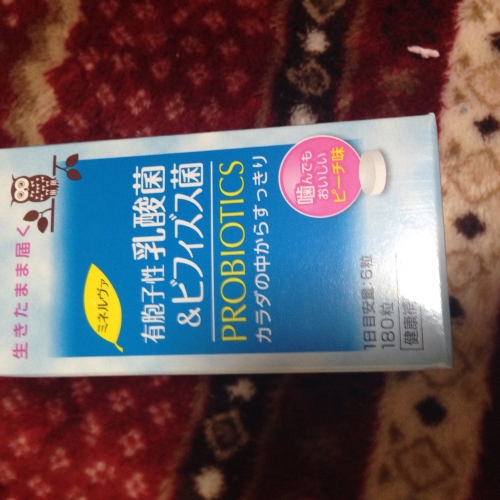 生きたまま届く
ミネルヴァ
有胞子性乳酸菌
&ビフィズス菌
PROBIOTICS
カラダの中からすっきり
噛んでも
おいしい
ピーチ味
1日目安量:6粒
180粒
健康補